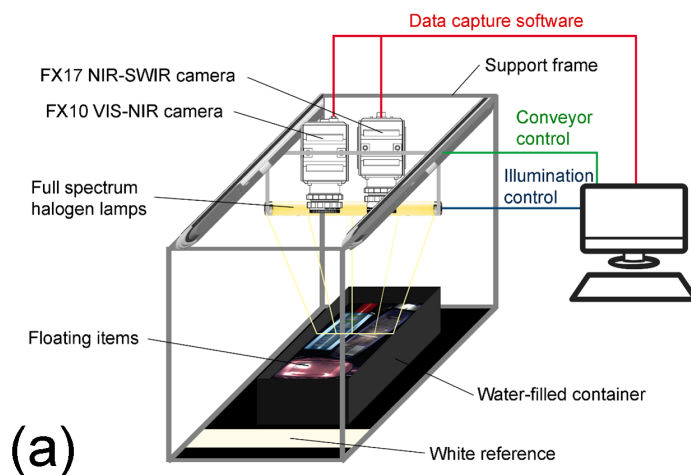 Data capture software
FX17 NIR-SWIR camera
Support frame
FX10 VIS-NIR camera
Conveyor
control
Full spectrum
halogen lamps
Illumination
control
Floating items
Water-filled container
White reference
(a)